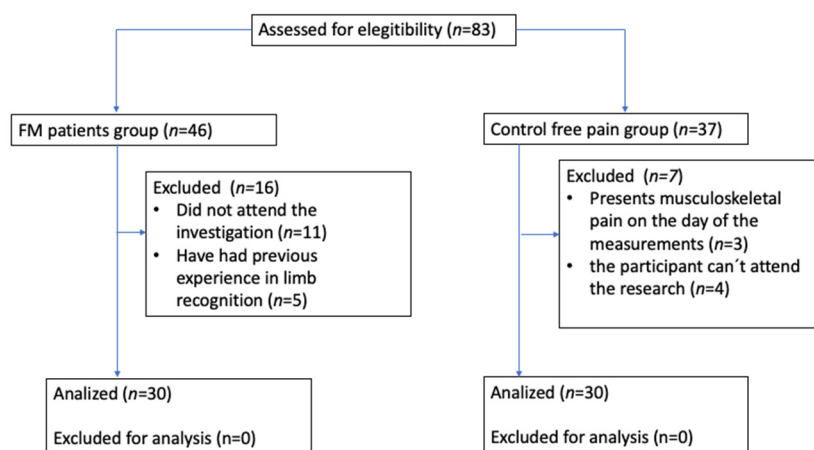 Assessed for elegitibility (n=83)
FM patients group (n=46)
Control free pain group (n=37)
Excluded (n=16)
• Did not attend the
investigation (n=11)
• Have had previous
experience in limb
recognition (n=5)
Excluded (n=7)
• Presents musculoskeletal
pain on the day of the
measurements (n=3)
• the participant can´t attend
the research (n=4)
Analized (n=30)
Excluded for analysis (n=0)
Analized (n=30)
Excluded for analysis (n=0)